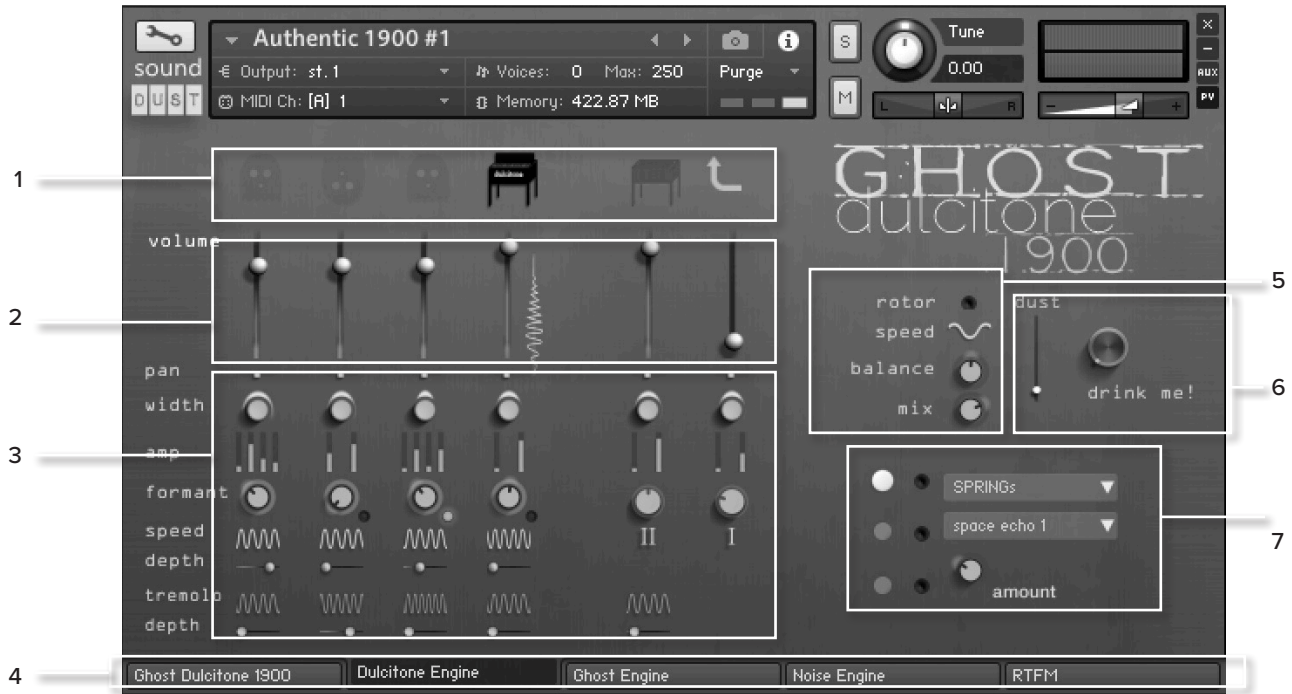 Authentic 1900 #1
sound
DUST
Output: st. 1
Voices: 0 Max: 250
Purge
MIDI Ch: [A] 1
Memory: 422.87 MB
S
M
Tune
0.00
L
R
-
+
X
-
AUX
PV
1
dulcitone
GHOST
dulcitone
1900
volume
2
rotor
speed
balance
mix
5
dust
drink me!
6
pan
width
amp
formant
speed
depth
tremolo
depth
3
II
I
SPRINGs
space echo 1
amount
7
4
Ghost Dulcitone 1900
Dulcitone Engine
Ghost Engine
Noise Engine
RTFM